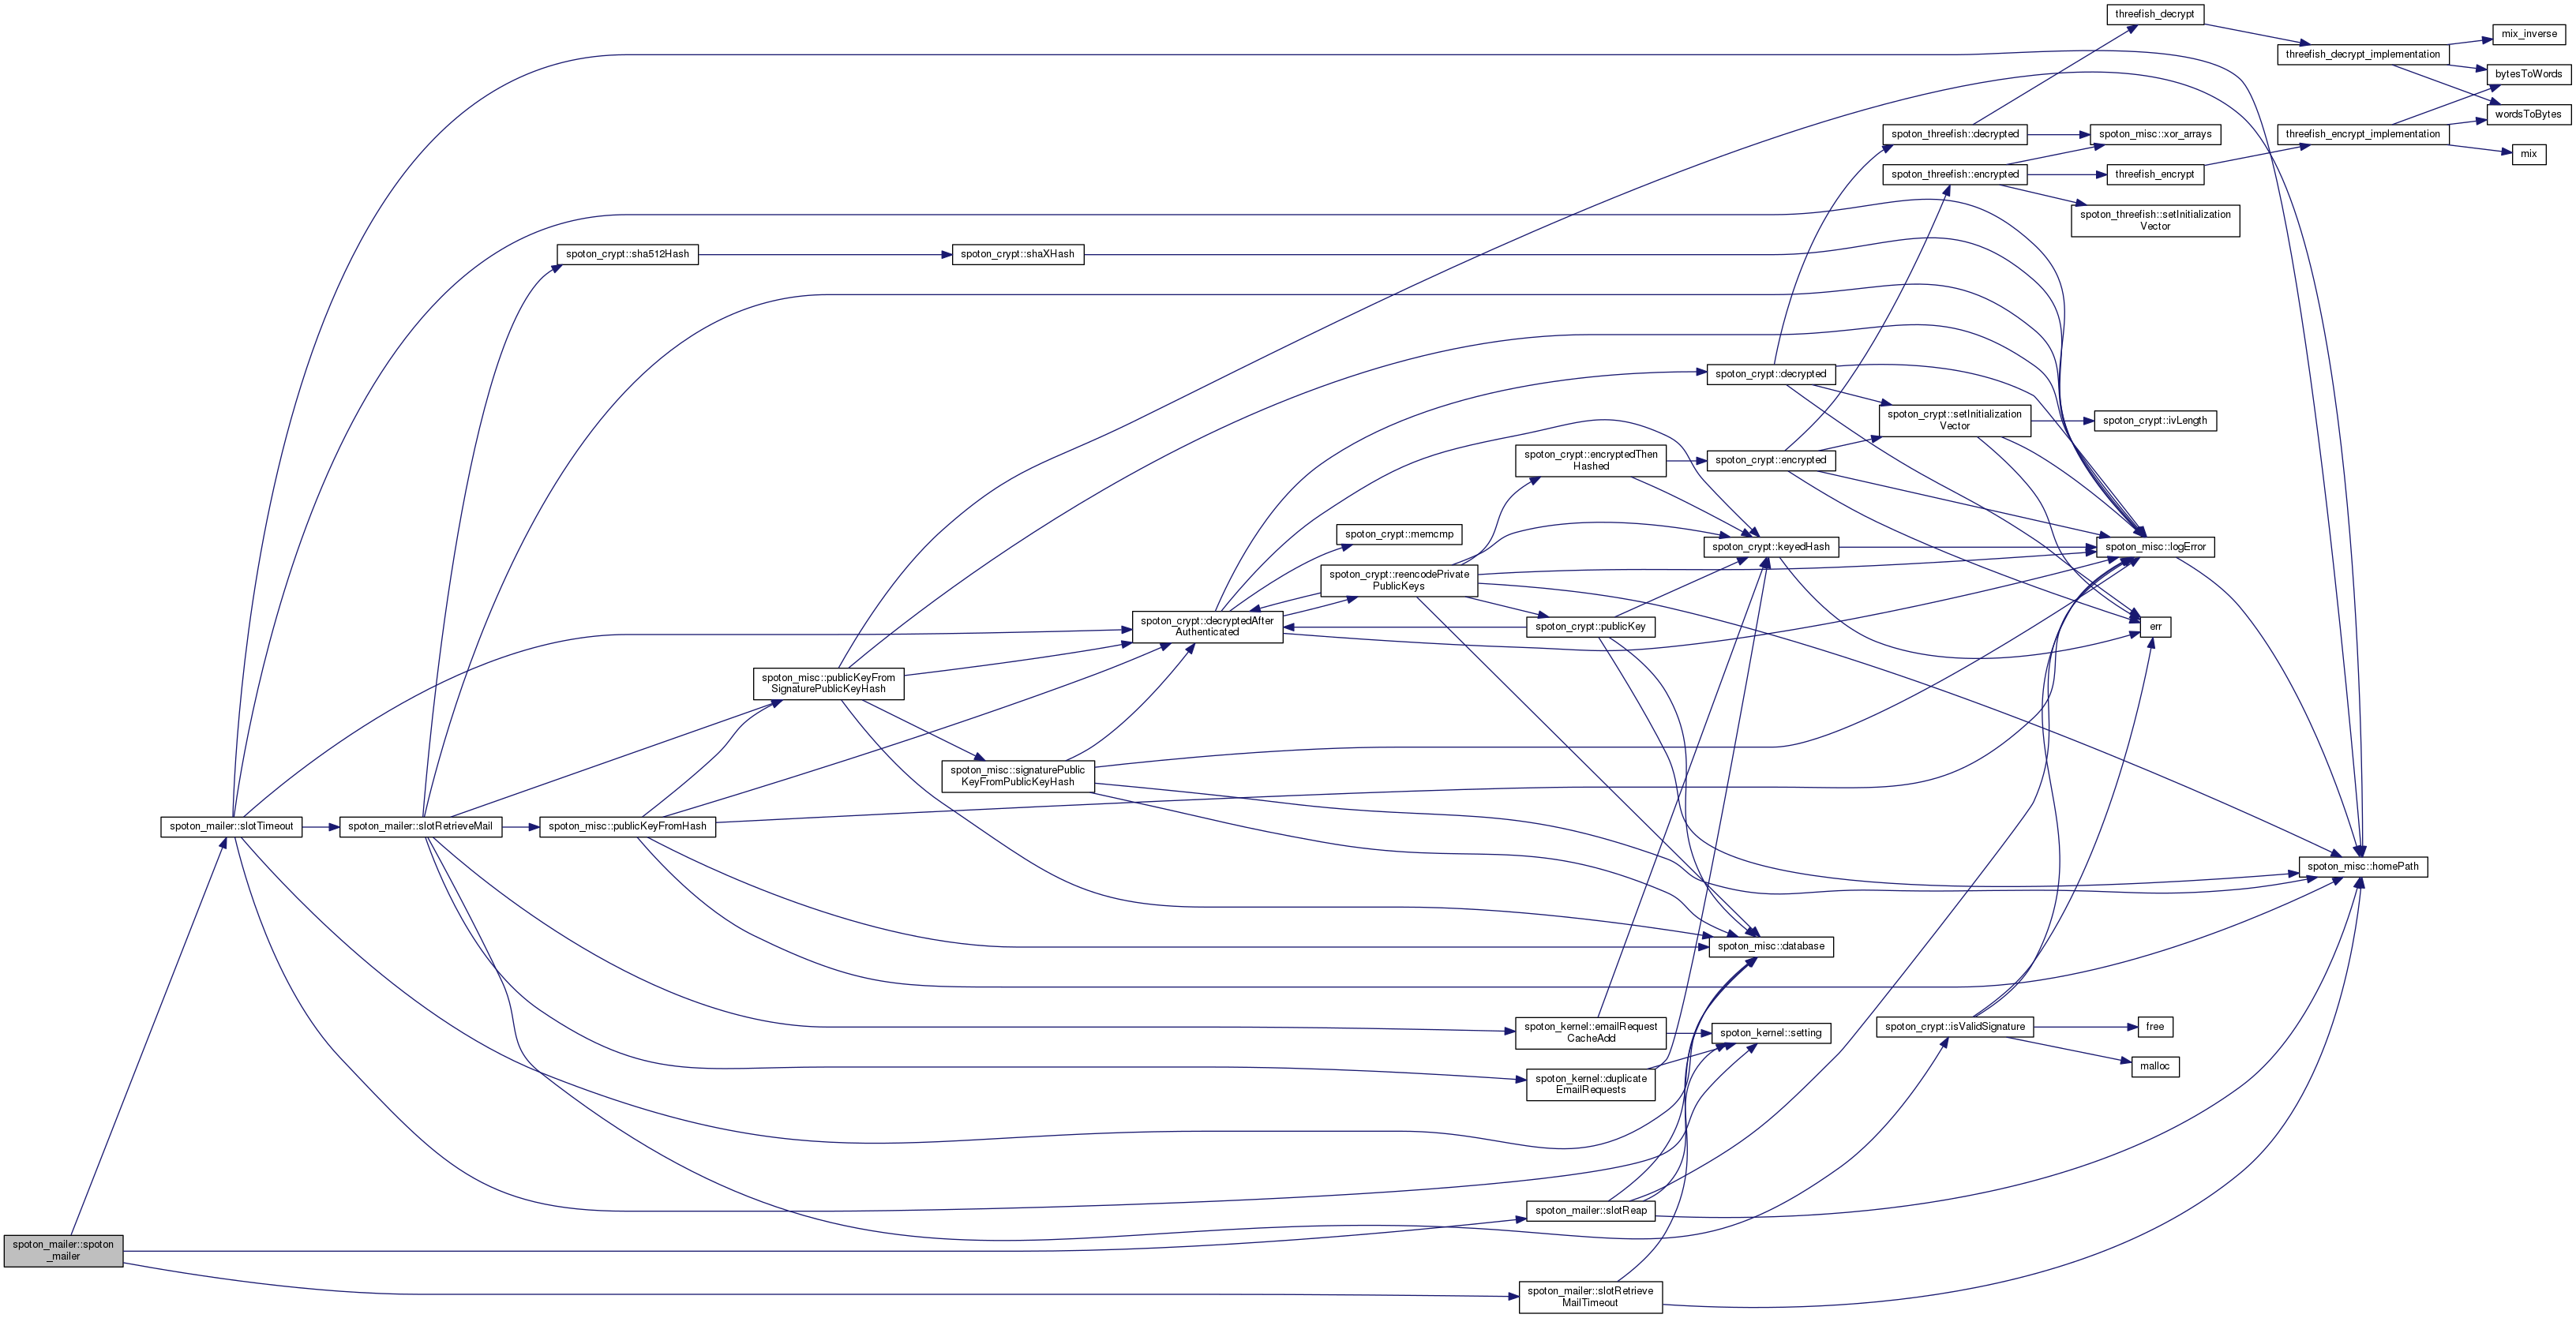 threefish_decrypt
mix_inverse
threefish_decrypt_implementation
bytesToWords
wordsToBytes
spoton_threefish::decrypted
spoton_misc::xor_arrays
threefish_encrypt_implementation
mix
spoton_threefish::encrypted
threefish_encrypt
spoton_threefish::setInitialization
Vector
spoton_crypt::sha512Hash
spoton_crypt::shaXHash
spoton_crypt::decrypted
spoton_crypt::setInitialization
Vector
spoton_crypt::ivLength
spoton_crypt::encryptedThen
Hashed
spoton_crypt::encrypted
spoton_crypt::memcmp
spoton_crypt::keyedHash
spoton_misc::logError
spoton_crypt::reencodePrivate
PublicKeys
spoton_crypt::decryptedAfter
Authenticated
spoton_crypt::publicKey
err
spoton_misc::publicKeyFrom
SignaturePublicKeyHash
spoton_misc::signaturePublic
KeyFromPublicKeyHash
spoton_mailer::slotTimeout
spoton_mailer::slotRetrieveMail
spoton_misc::publicKeyFromHash
spoton_misc::homePath
spoton_misc::database
spoton_kernel::emailRequest
CacheAdd
spoton_kernel::setting
spoton_crypt::isValidSignature
free
malloc
spoton_kernel::duplicate
EmailRequests
spoton_mailer::slotReap
spoton_mailer::spoton
_mailer
spoton_mailer::slotRetrieve
MailTimeout